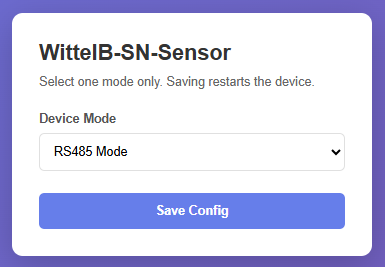 WittelB-SN-Sensor
Select one mode only. Saving restarts the device.
Device Mode
RS485 Mode
Save Config